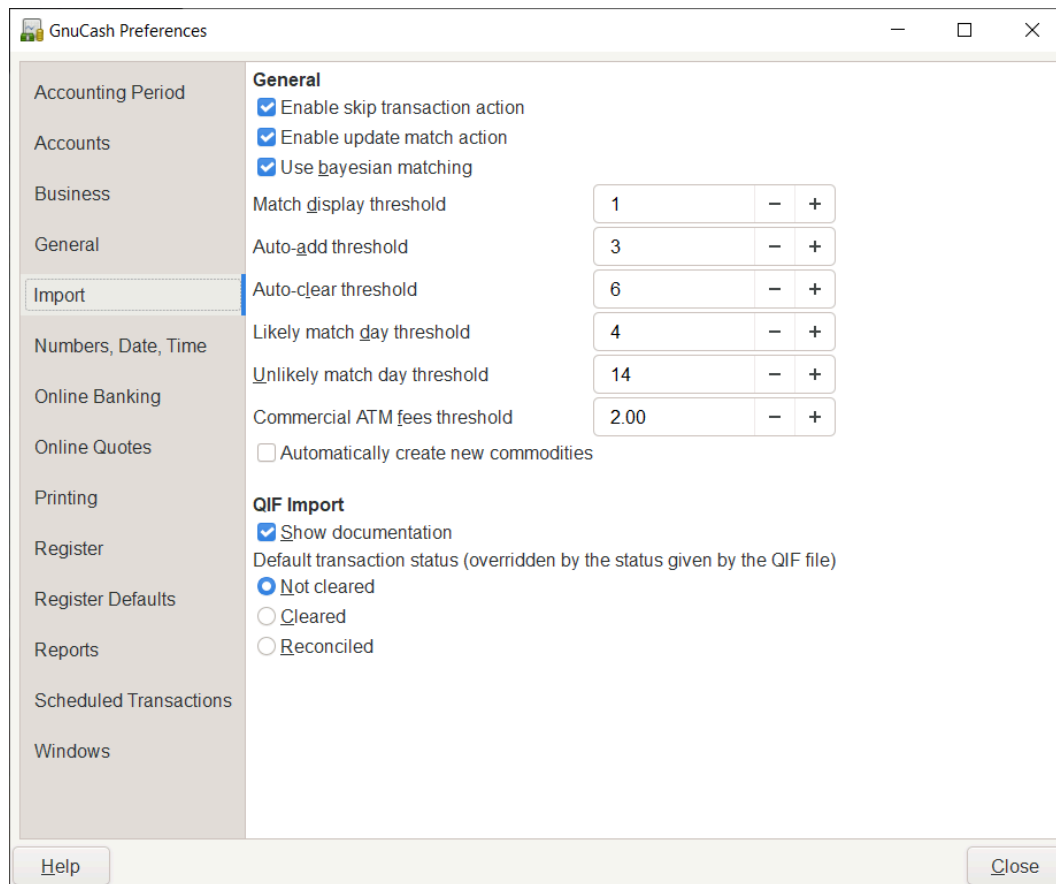 GnuCash Preferences
Accounting Period
Accounts
Business
General
Import
Numbers, Date, Time
Online Banking
Online Quotes
Printing
Register
Register Defaults
Reports
Scheduled Transactions
Windows
General
Enable skip transaction action
Enable update match action
Use bayesian matching
Match display threshold 1
Auto-add threshold 3
Auto-clear threshold 6
Likely match day threshold 4
Unlikely match day threshold 14
Commercial ATM fees threshold 2.00
Automatically create new commodities
QIF Import
Show documentation
Default transaction status (overridden by the status given by the QIF file)
Not cleared
Cleared
Reconciled
Help Close